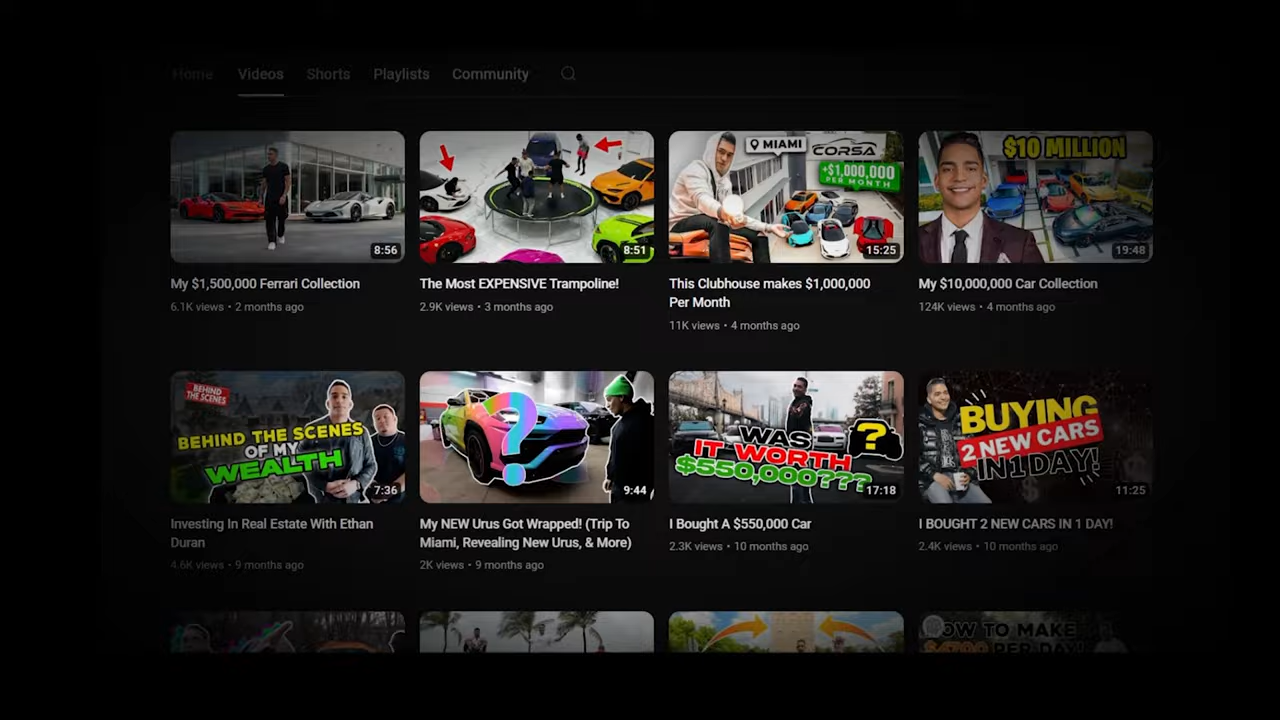 Home Videos Shorts Playlists Community
MIAMI
CORSA
+$1,000,000
PER MONTH
$10 MILLION
8:56
8:51
15:25
19:48
My $1,500,000 Ferrari Collection
6.1K views • 2 months ago
The Most EXPENSIVE Trampoline!
2.9K views • 3 months ago
This Clubhouse makes $1,000,000
Per Month
11K views • 4 months ago
My $10,000,000 Car Collection
124K views • 4 months ago
BEHIND
THE SCENES
BEHIND THE SCENES
OF MY
WEALTH
7:36
?
9:44
WAS
IT WORTH
$550,000???
?
17:18
BUYING
2 NEW CARS
IN 1 DAY!
11:25
Investing In Real Estate With Ethan
Duran
4.6K views • 9 months ago
My NEW Urus Got Wrapped! (Trip To
Miami, Revealing New Urus, & More)
2K views • 9 months ago
I Bought A $550,000 Car
2.3K views • 10 months ago
I BOUGHT 2 NEW CARS IN 1 DAY!
2.4K views • 10 months ago
HOW TO MAKE
PER DAY!